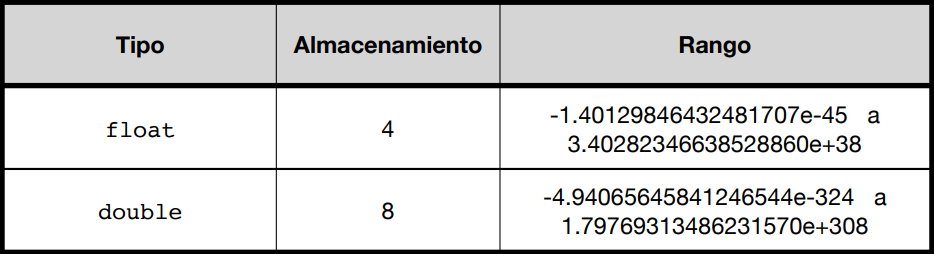 Tipo Almacenamiento Rango
float 4 -1.40129846432481707e-45 a
3.40282346638528860e+38
double 8 -4.94065645841246544e-324 a
1.79769313486231570e+308